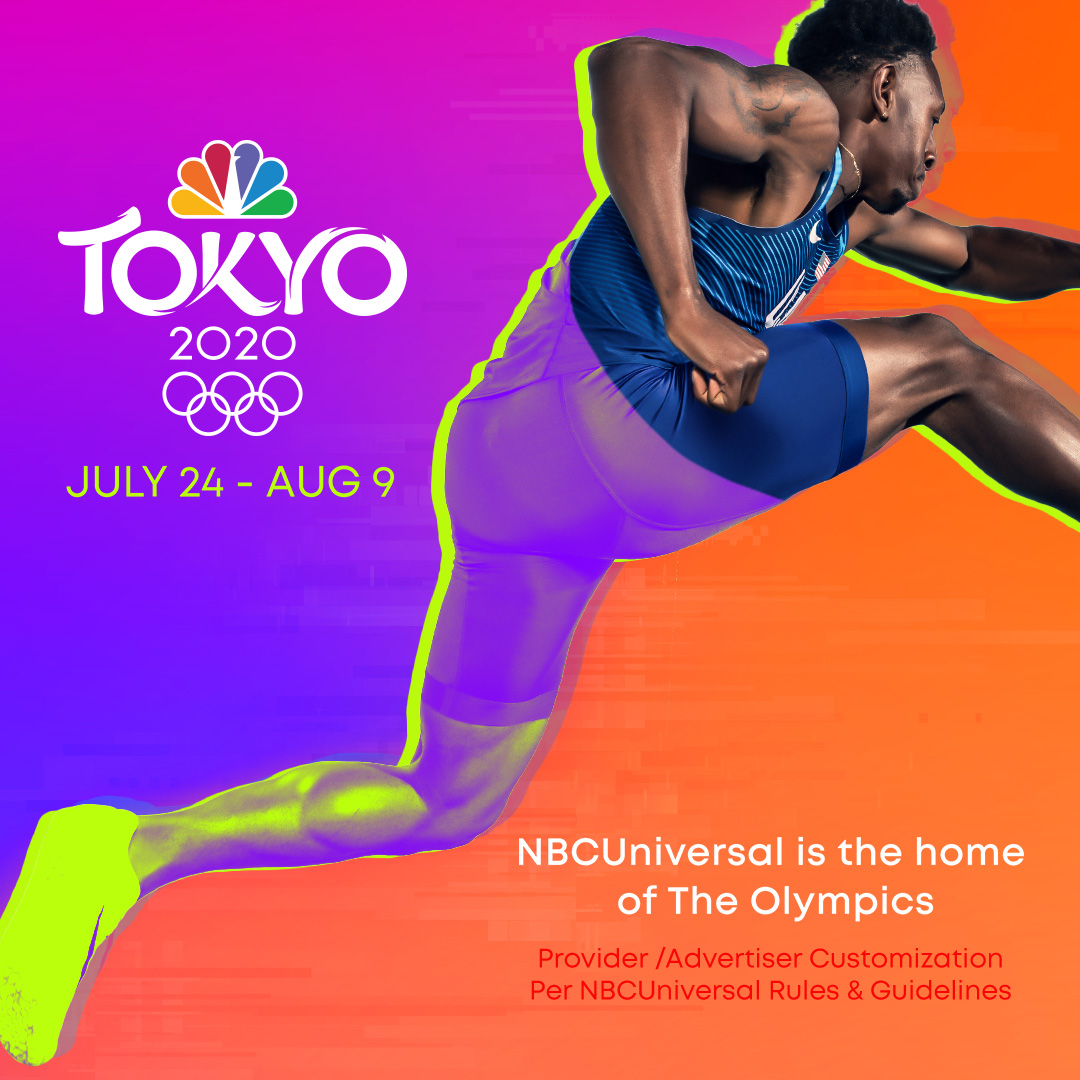 TOKYO
2020
JULY 24 - AUG 9
NBCUniversal is the home
of The Olympics
Provider /Advertiser Customization
Per NBCUniversal Rules & Guidelines